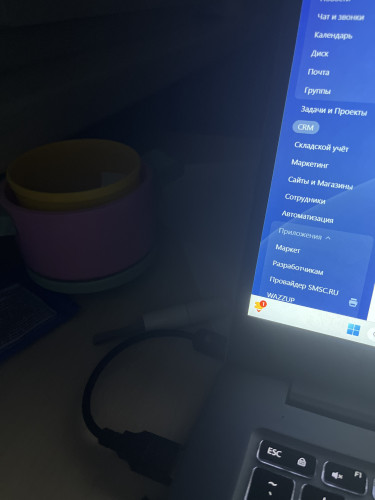 Чат и звонки
Календарь
Диск
Почта
Группы
Задачи и Проекты
CRM
Складской учёт
Маркетинг
Сайты и Магазины
Сотрудники
Автоматизация
Приложения
Маркет
Разработчикам
Провайдер SMSC.RU
WAZZUP
ESC
F1
~
!